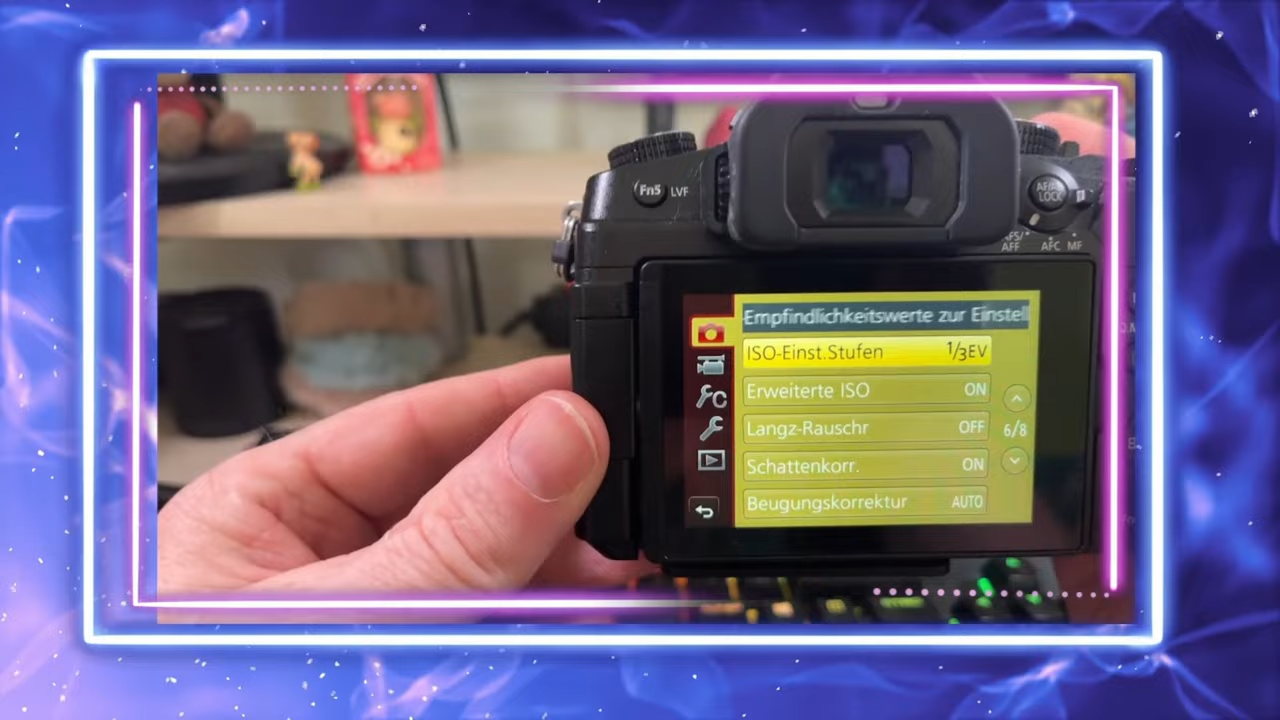 Fn5 LVF
AF/AE
LOCK
AFS/
AFF AFC MF
Empfindlichkeitswerte zur Einstell
ISO-Einst.Stufen 1/3EV
Erweiterte ISO ON
Langz-Rauschr OFF
6/8
Schattenkorr. ON
Beugungskorrektur AUTO